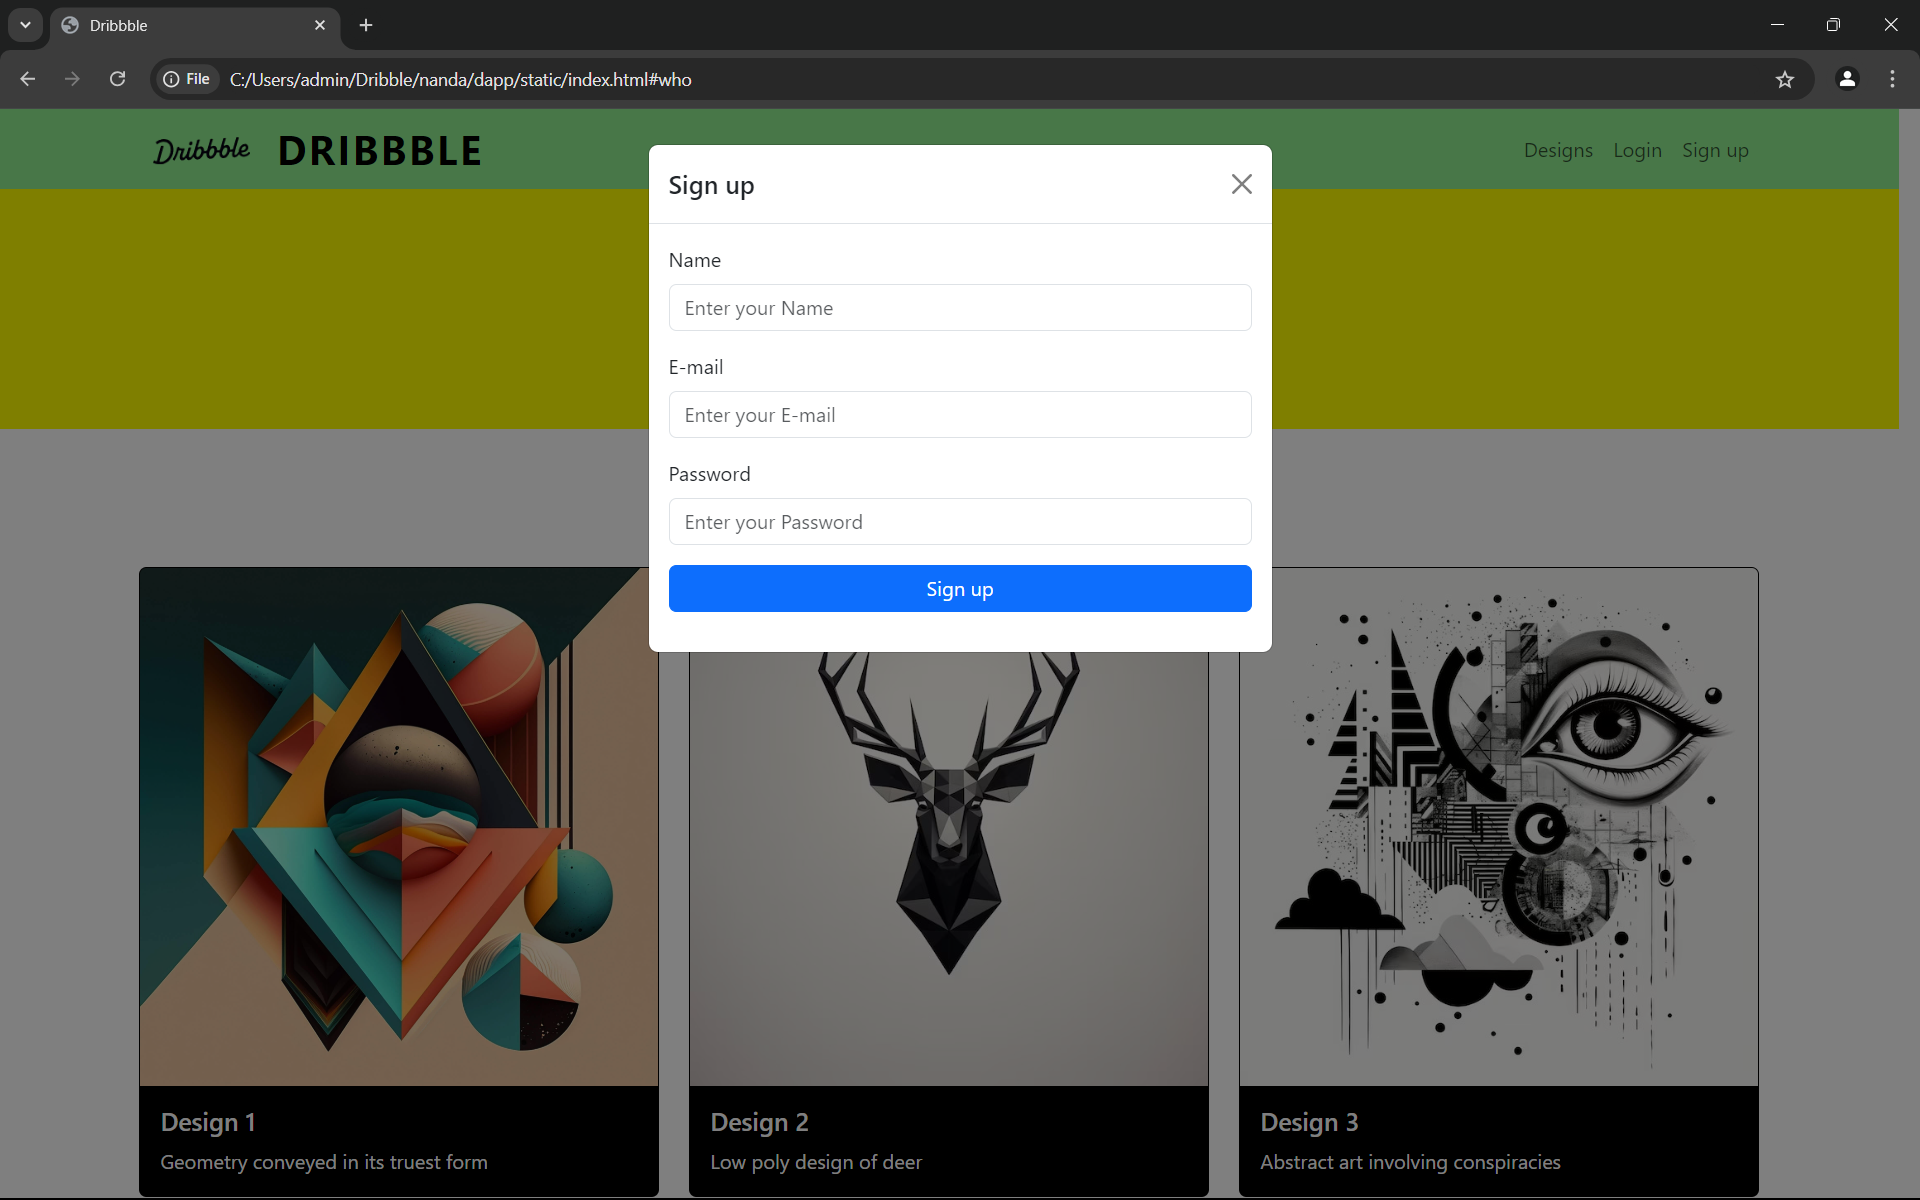 Dribbble
File C:/Users/admin/Dribble/nanda/dapp/static/index.html#who
Dribbble DRIBBBLE Designs Login Sign up
Sign up
Name
Enter your Name
E-mail
Enter your E-mail
Password
Enter your Password
Sign up
Design 1
Geometry conveyed in its truest form
Design 2
Low poly design of deer
Design 3
Abstract art involving conspiracies